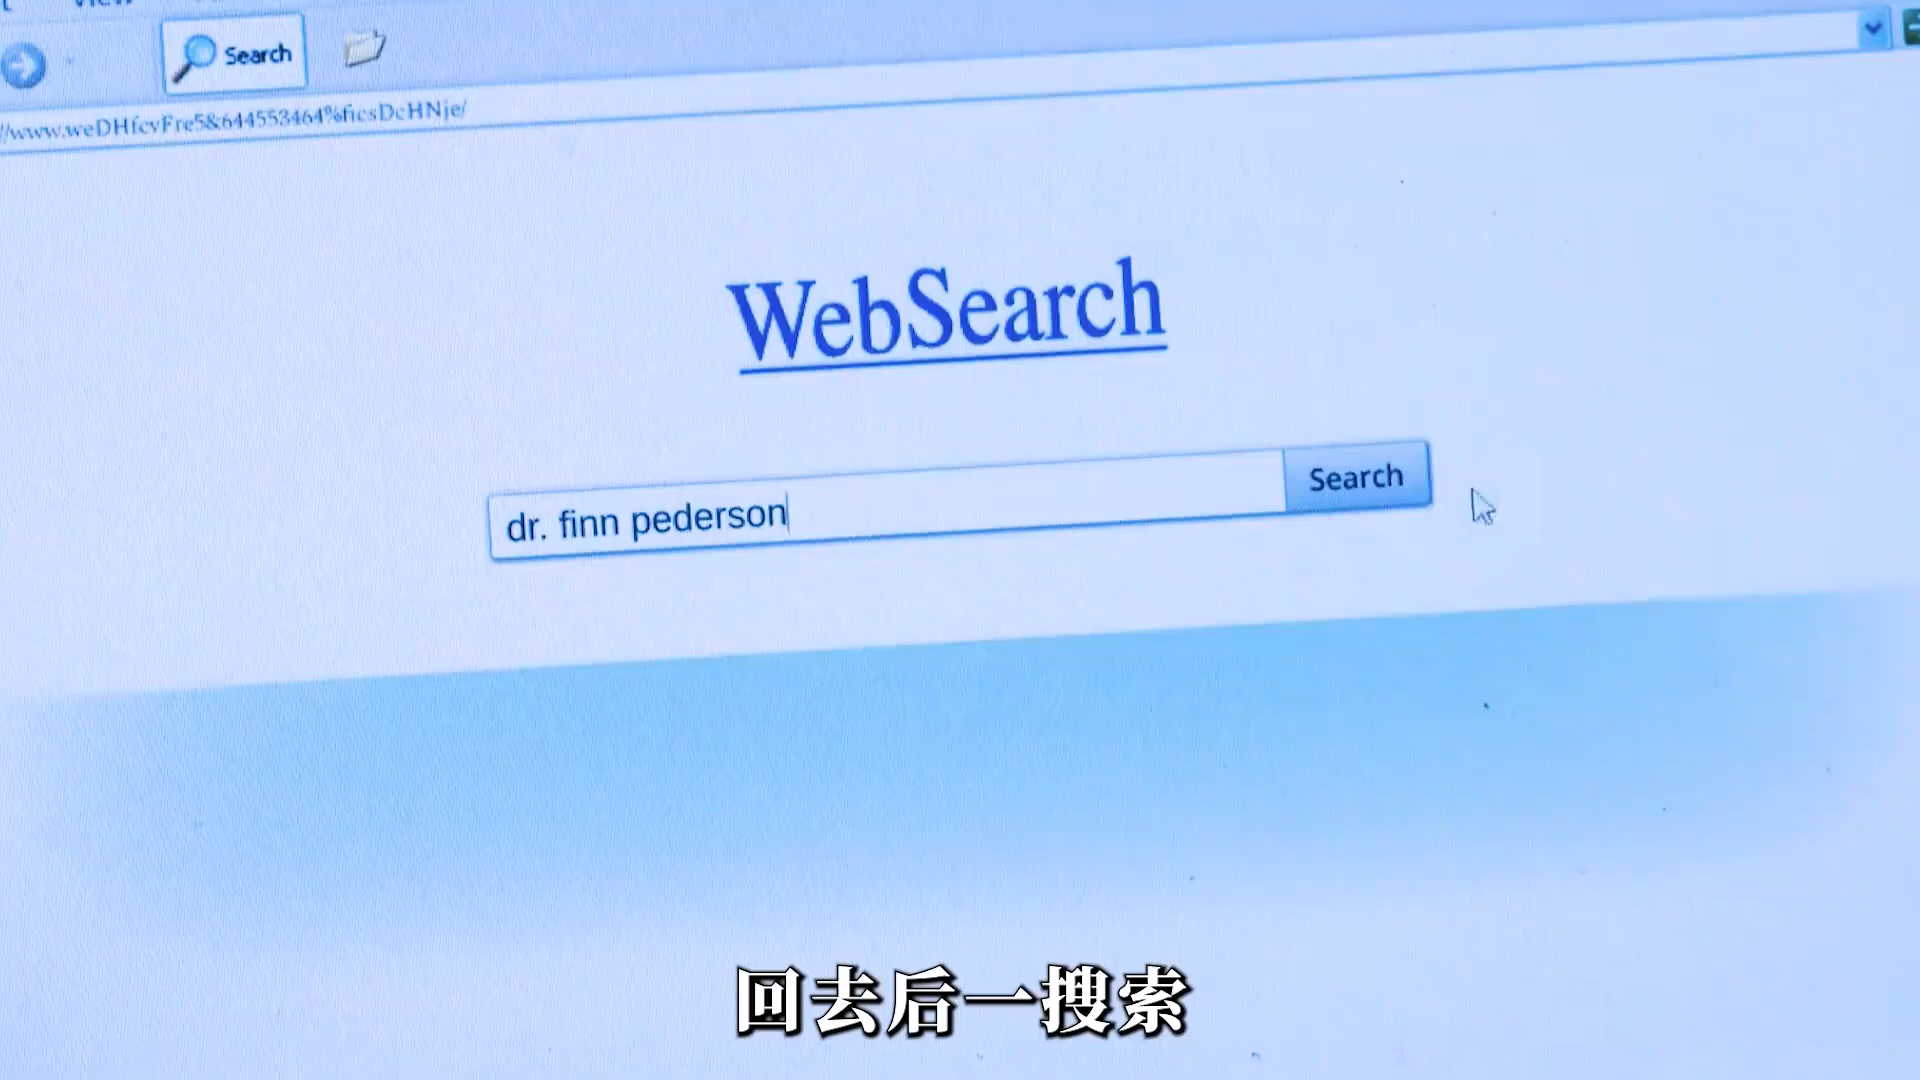 Search
//www.weDHfcvFre5&644553464%ficsDcHNje/
WebSearch
dr. finn pederson
Search
回去后一搜索